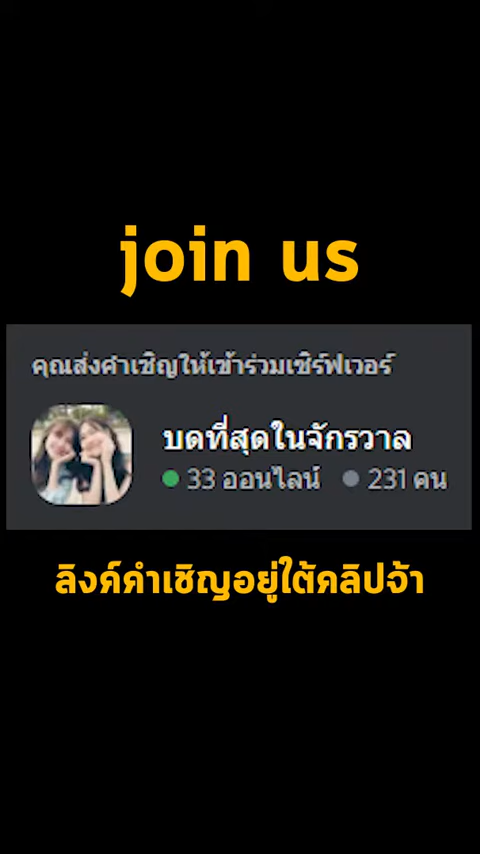 join us
คุณส่งคำเชิญให้เข้าร่วมเซิร์ฟเวอร์
บดที่สุดในจักรวาล
33 ออนไลน์ 231 คน
ลิงค์คำเชิญอยู่ใต้คลิปจ้า